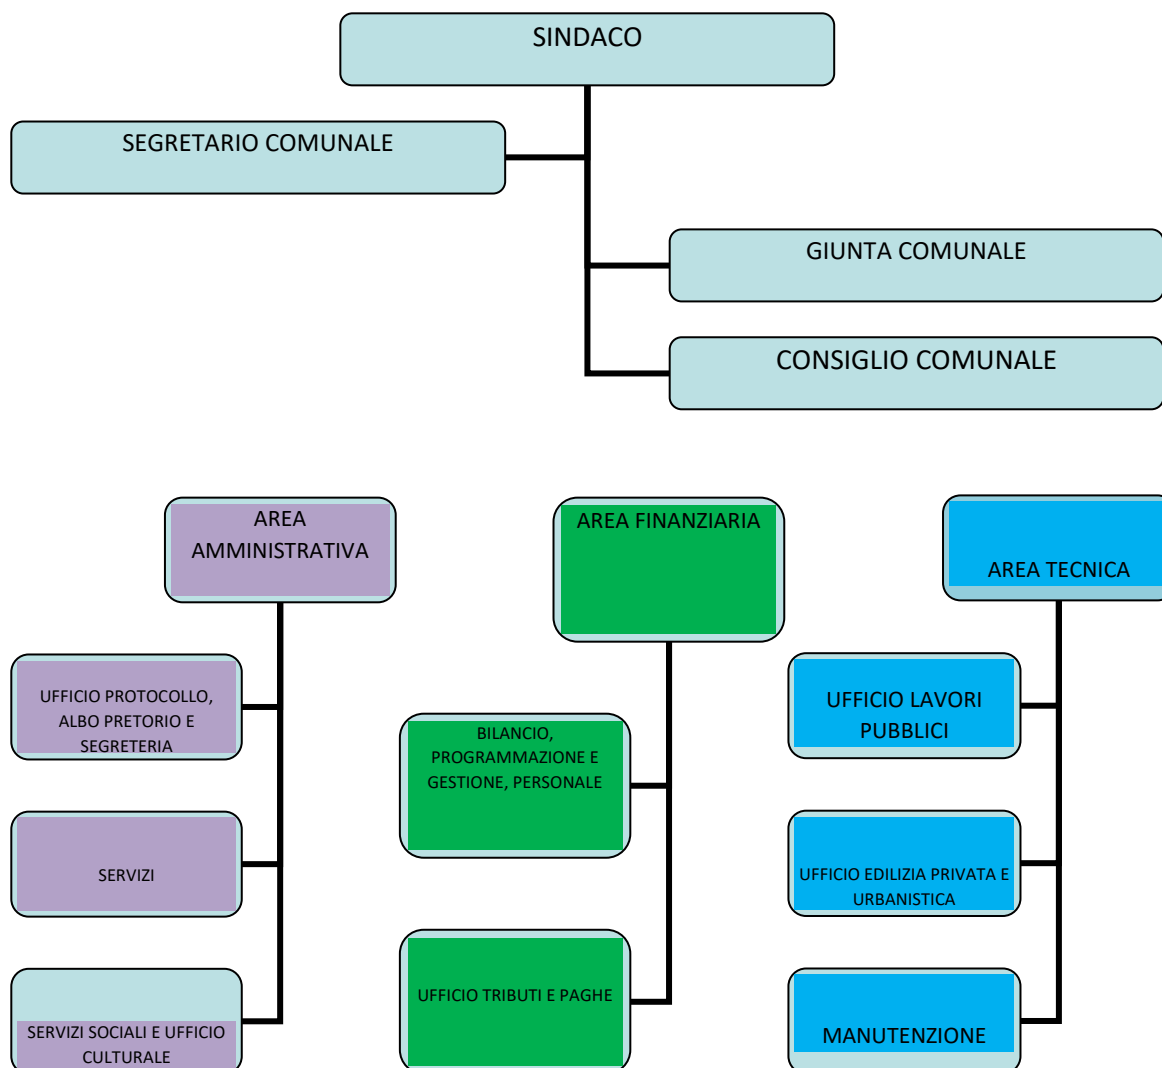 SINDACO
SEGRETARIO COMUNALE
GIUNTA COMUNALE
CONSIGLIO COMUNALE
AREA
AMMINISTRATIVA
UFFICIO PROTOCOLLO,
ALBO PRETORIO E
SEGRETERIA
SERVIZI
SERVIZI SOCIALI E UFFICIO
CULTURALE
AREA FINANZIARIA
BILANCIO,
PROGRAMMAZIONE E
GESTIONE, PERSONALE
UFFICIO TRIBUTI E PAGHE
AREA TECNICA
UFFICIO LAVORI
PUBBLICI
UFFICIO EDILIZIA PRIVATA E
URBANISTICA
MANUTENZIONE